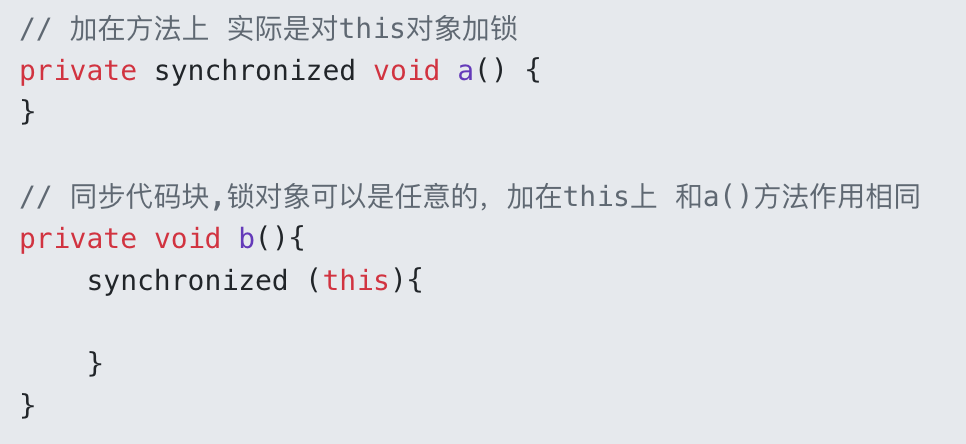 // 加在方法上 实际是对this对象加锁
private synchronized void a() {
}
// 同步代码块,锁对象可以是任意的，加在this上 和a()方法作用相同
private void b(){
    synchronized (this){
    }
}